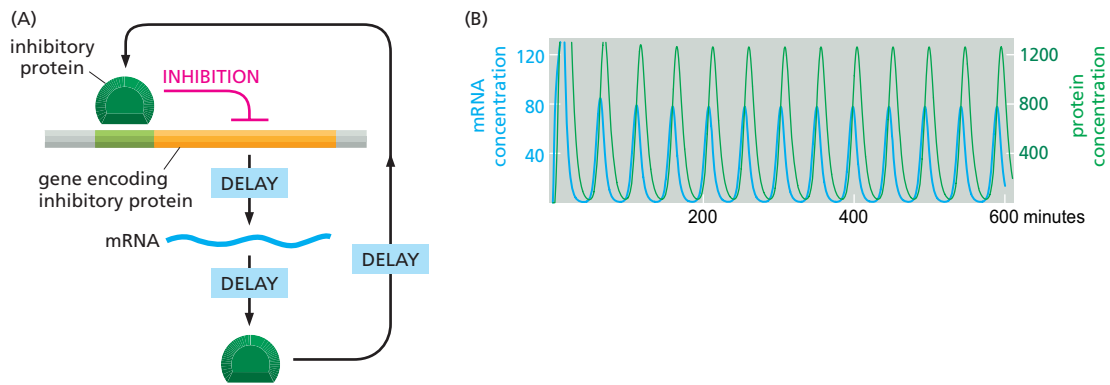 (A)
inhibitory
protein
INHIBITION
gene encoding
inhibitory protein
DELAY
mRNA
DELAY
DELAY
(B)
120
80
40
mRNA
concentration
1200
800
400
protein
concentration
200
400
600 minutes